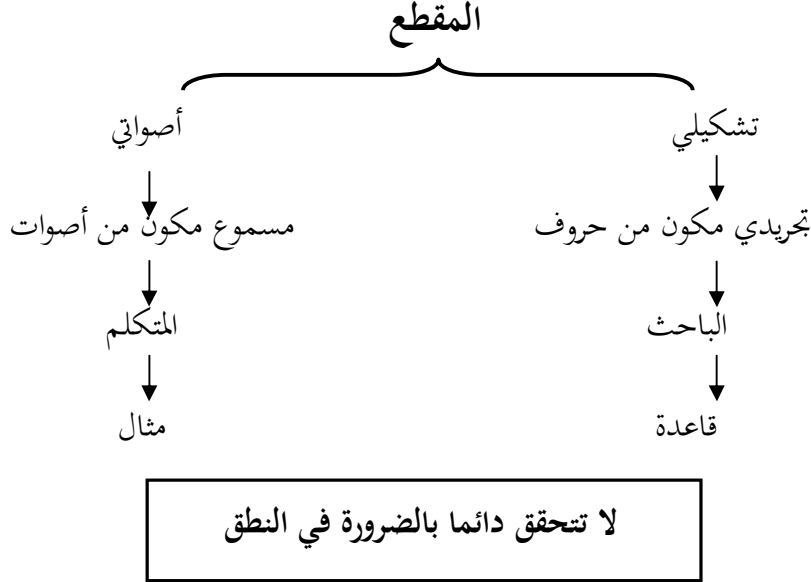 المقطع
تشكيلي أصواتي
تجريدي مكون من حروف مسموع مكون من أصوات
الباحث المتكلم
قاعدة مثال
لا تتحقق دائما بالضرورة في النطق